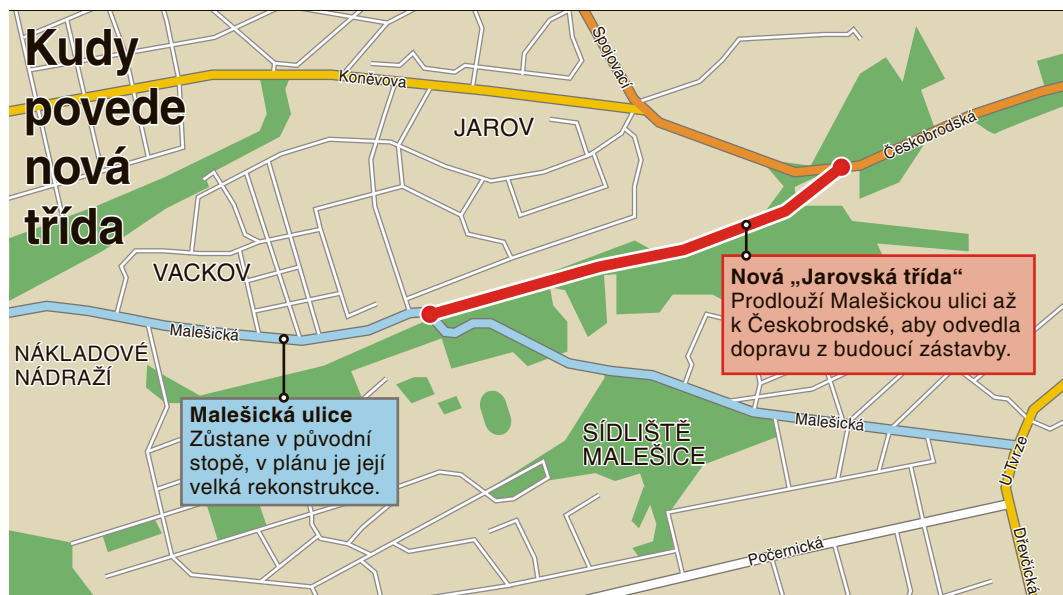 Kudy
povede
nová
třída
Spojovací
Koněvova
JAROV
Českobrodská
VACKOV
Nová „Jarovská třída“
Prodlouží Malešickou ulici až
k Českobrodské, aby odvedla
dopravu z budoucí zástavby.
Malešická
NÁKLADOVÉ
NÁDRAŽÍ
Malešická ulice
Zůstane v původní
stopě, v plánu je její
velká rekonstrukce.
SÍDLIŠTĚ
MALEŠICE
Malešická
U Tvrze
Počernická
Dřevčická